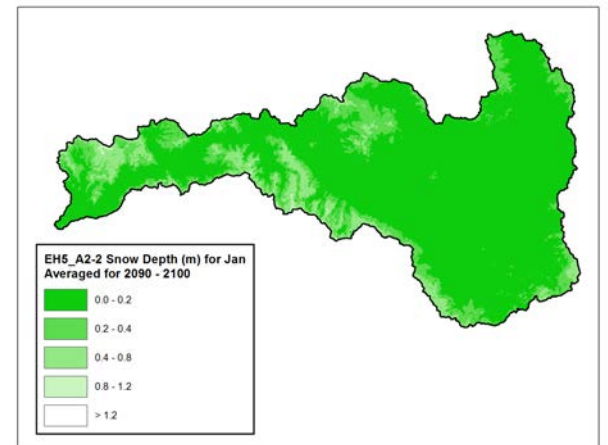 EH5_A2-2 Snow Depth (m) for Jan
Averaged for 2090 - 2100
0.0 - 0.2
0.2 - 0.4
0.4 - 0.8
0.8 - 1.2
> 1.2